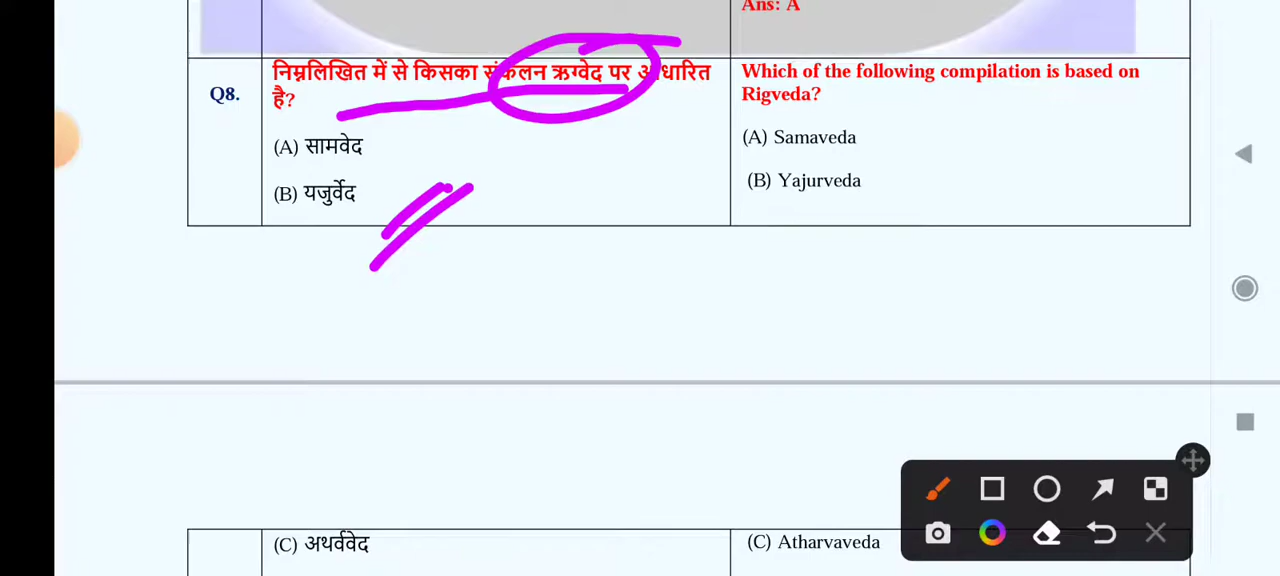 Ans: A
Q8.
निम्नलिखित में से किसका संकलन ऋग्वेद पर आधारित
है?
(A) सामवेद
(B) यजुर्वेद
Which of the following compilation is based on
Rigveda?
(A) Samaveda
(B) Yajurveda
(C) अथर्ववेद
(C) Atharvaveda